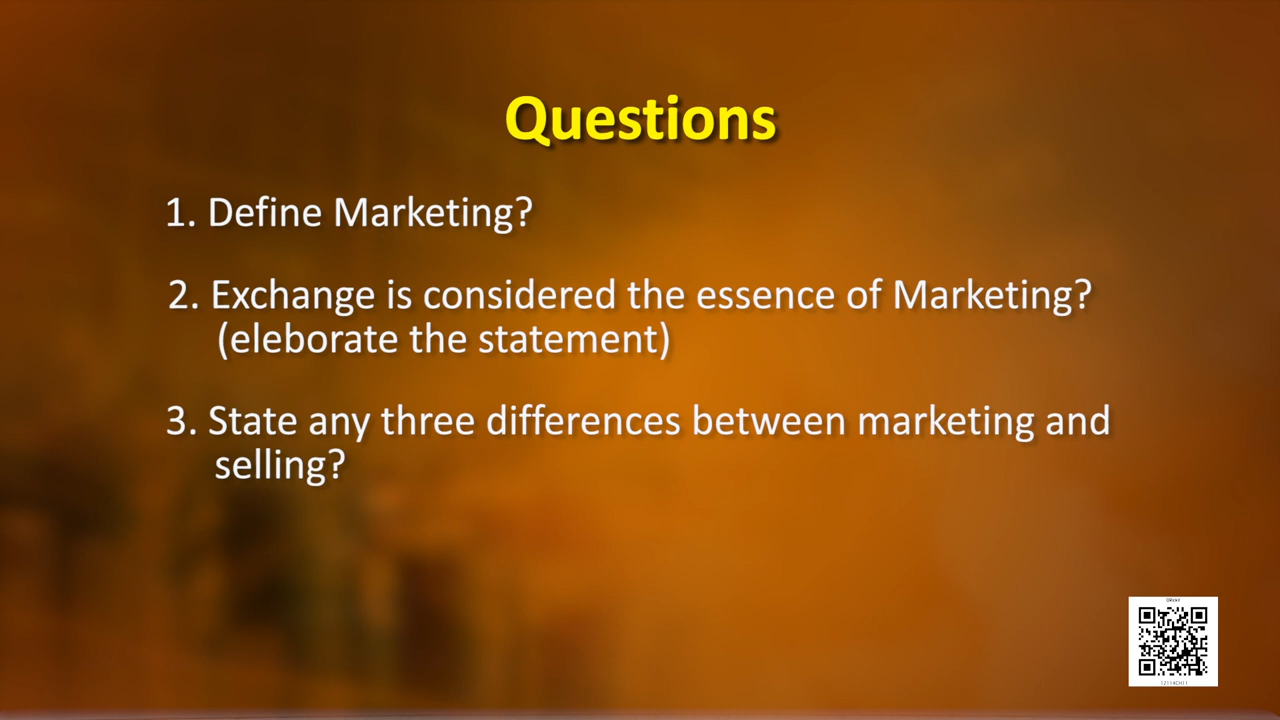 Questions
1. Define Marketing?
2. Exchange is considered the essence of Marketing?
(eleborate the statement)
3. State any three differences between marketing and
selling?
12114CH11